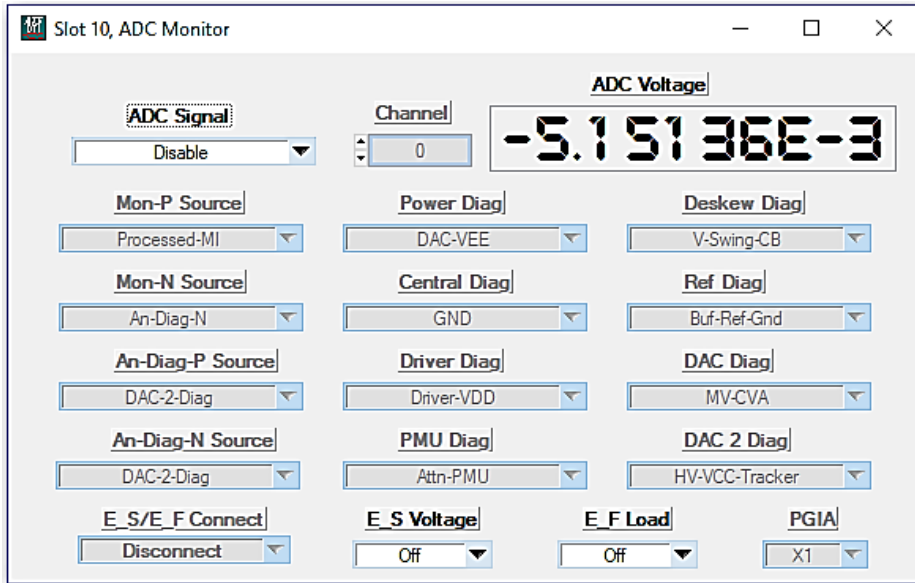 Slot 10, ADC Monitor
ADC Voltage
ADC Signal Channel
Disable 0 -5.15136E-3
Mon-P Source Power Diag Deskew Diag
Processed-MI DAC-VEE V-Swing-CB
Mon-N Source Central Diag Ref Diag
An-Diag-N GND Buf-Ref-Gnd
An-Diag-P Source Driver Diag DAC Diag
DAC-2-Diag Driver-VDD MV-CVA
An-Diag-N Source PMU Diag DAC 2 Diag
DAC-2-Diag Attn-PMU HV-VCC-Tracker
E_S/E_F Connect E_S Voltage E_F Load PGIA
Disconnect Off Off X1